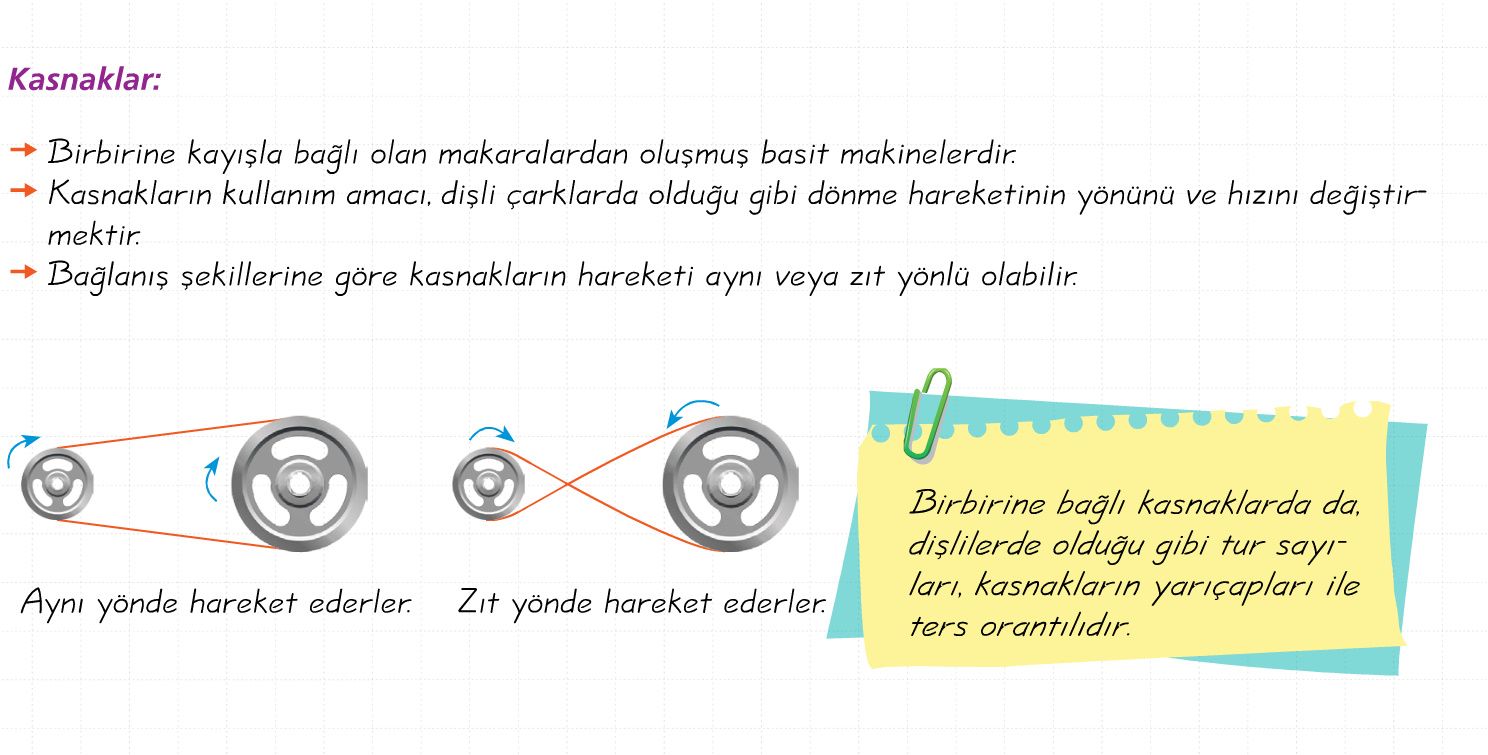 Kasnaklar:
→ Birbirine kayışla bağlı olan makaralardan oluşmuş basit makinelerdir.
→ Kasnakların kullanım amacı, dişli çarklarda olduğu gibi dönme hareketinin yönünü ve hızını değiştir-
mektir.
→ Bağlanış şekillerine göre kasnakların hareketi aynı veya zıt yönlü olabilir.
Aynı yönde hareket ederler.
Zıt yönde hareket ederler.
Birbirine bağlı kasnaklarda da,
dişlilerde olduğu gibi tur sayı-
ları, kasnakların yarıçapları ile
ters orantılıdır.